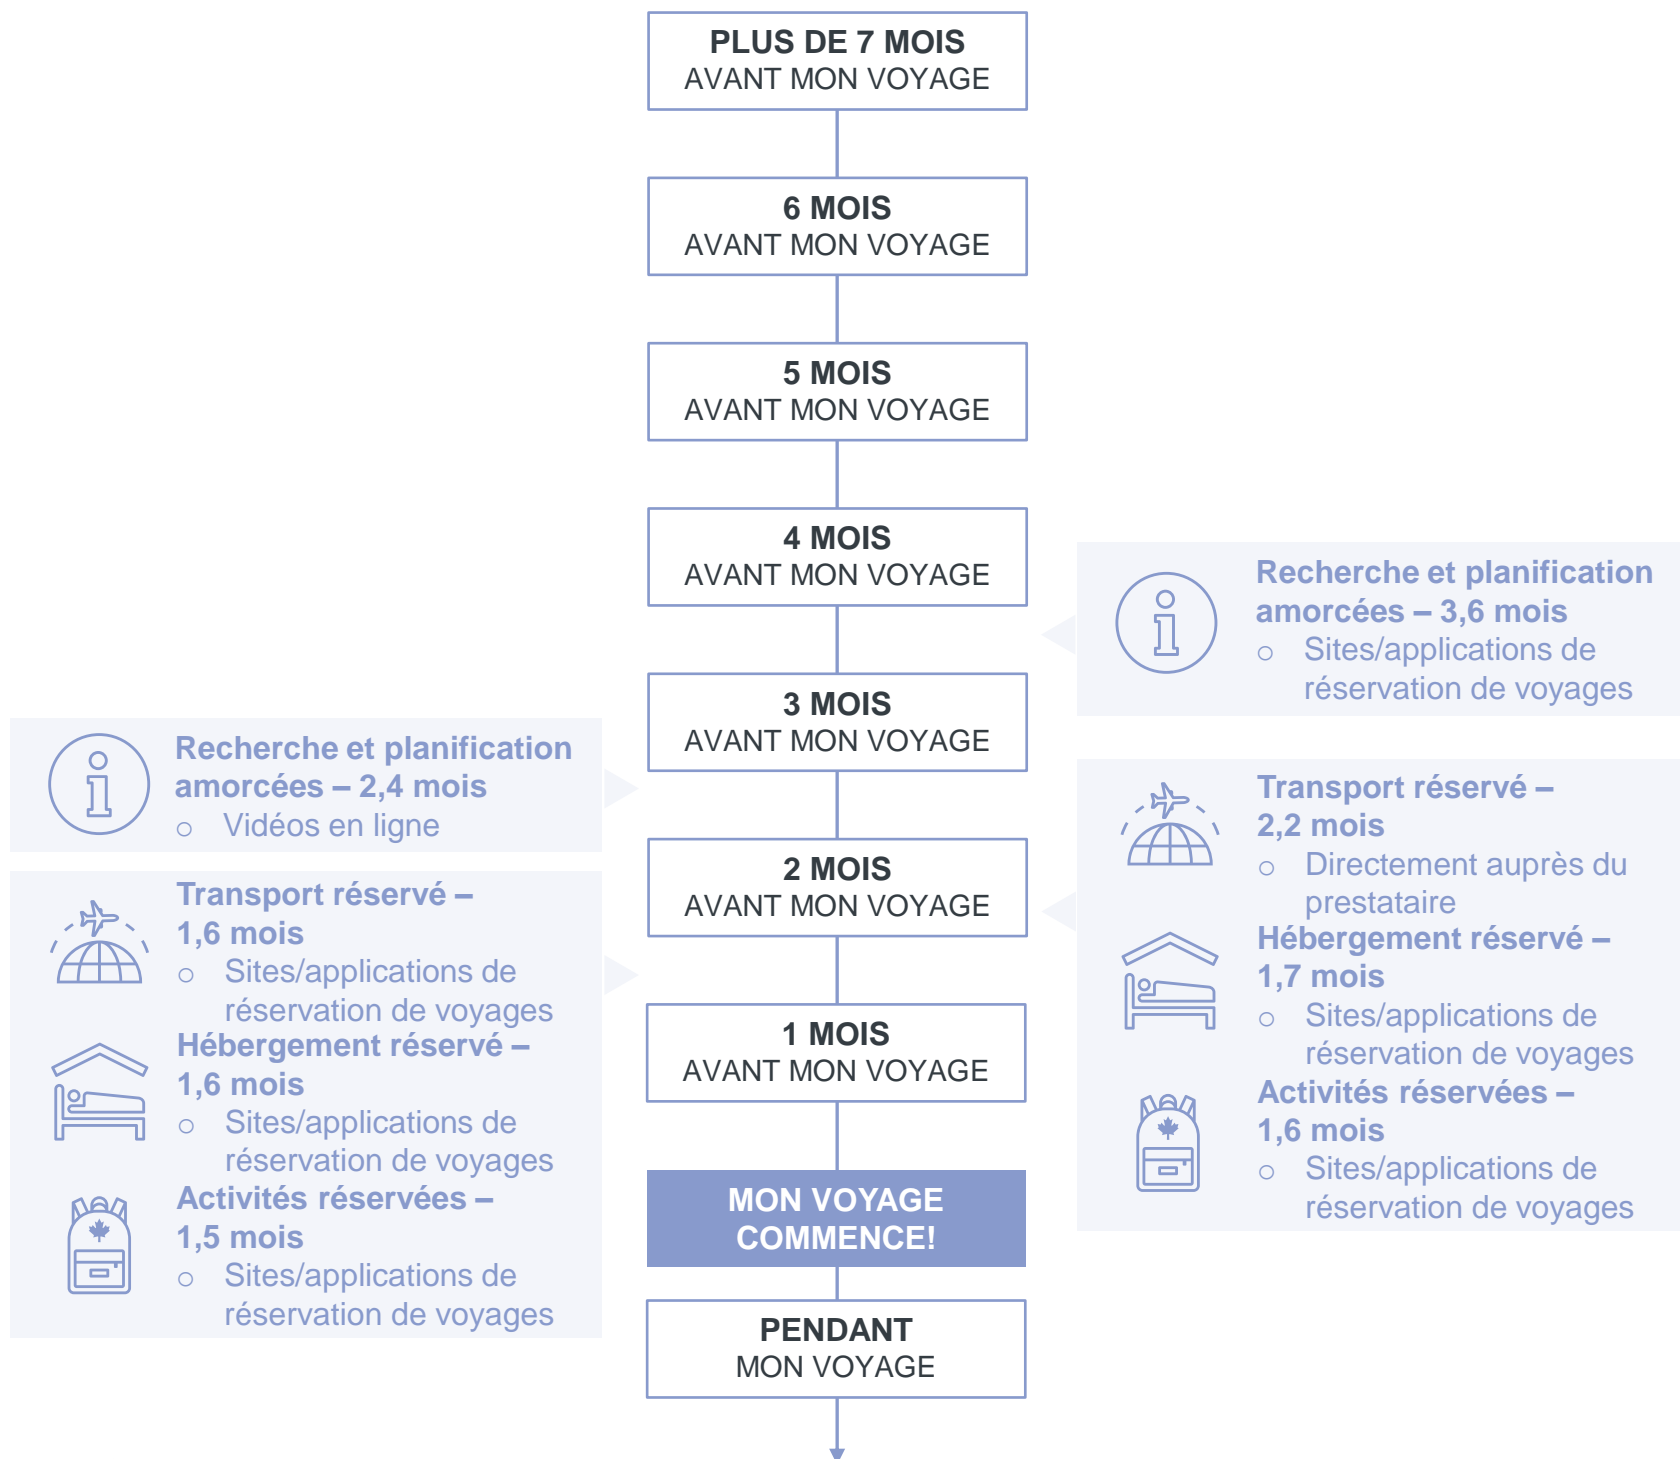 PLUS DE 7 MOIS
AVANT MON VOYAGE
6 MOIS
AVANT MON VOYAGE
5 MOIS
AVANT MON VOYAGE
4 MOIS
AVANT MON VOYAGE
3 MOIS
AVANT MON VOYAGE
2 MOIS
AVANT MON VOYAGE
1 MOIS
AVANT MON VOYAGE
MON VOYAGE
COMMENCE!
PENDANT
MON VOYAGE
Recherche et planification
amorcées – 2,4 mois
○ Vidéos en ligne
Transport réservé –
1,6 mois
○ Sites/applications de
réservation de voyages
Hébergement réservé –
1,6 mois
○ Sites/applications de
réservation de voyages
Activités réservées –
1,5 mois
○ Sites/applications de
réservation de voyages
Recherche et planification
amorcées – 3,6 mois
○ Sites/applications de
réservation de voyages
Transport réservé –
2,2 mois
○ Directement auprès du
prestataire
Hébergement réservé –
1,7 mois
○ Sites/applications de
réservation de voyages
Activités réservées –
1,6 mois
○ Sites/applications de
réservation de voyages